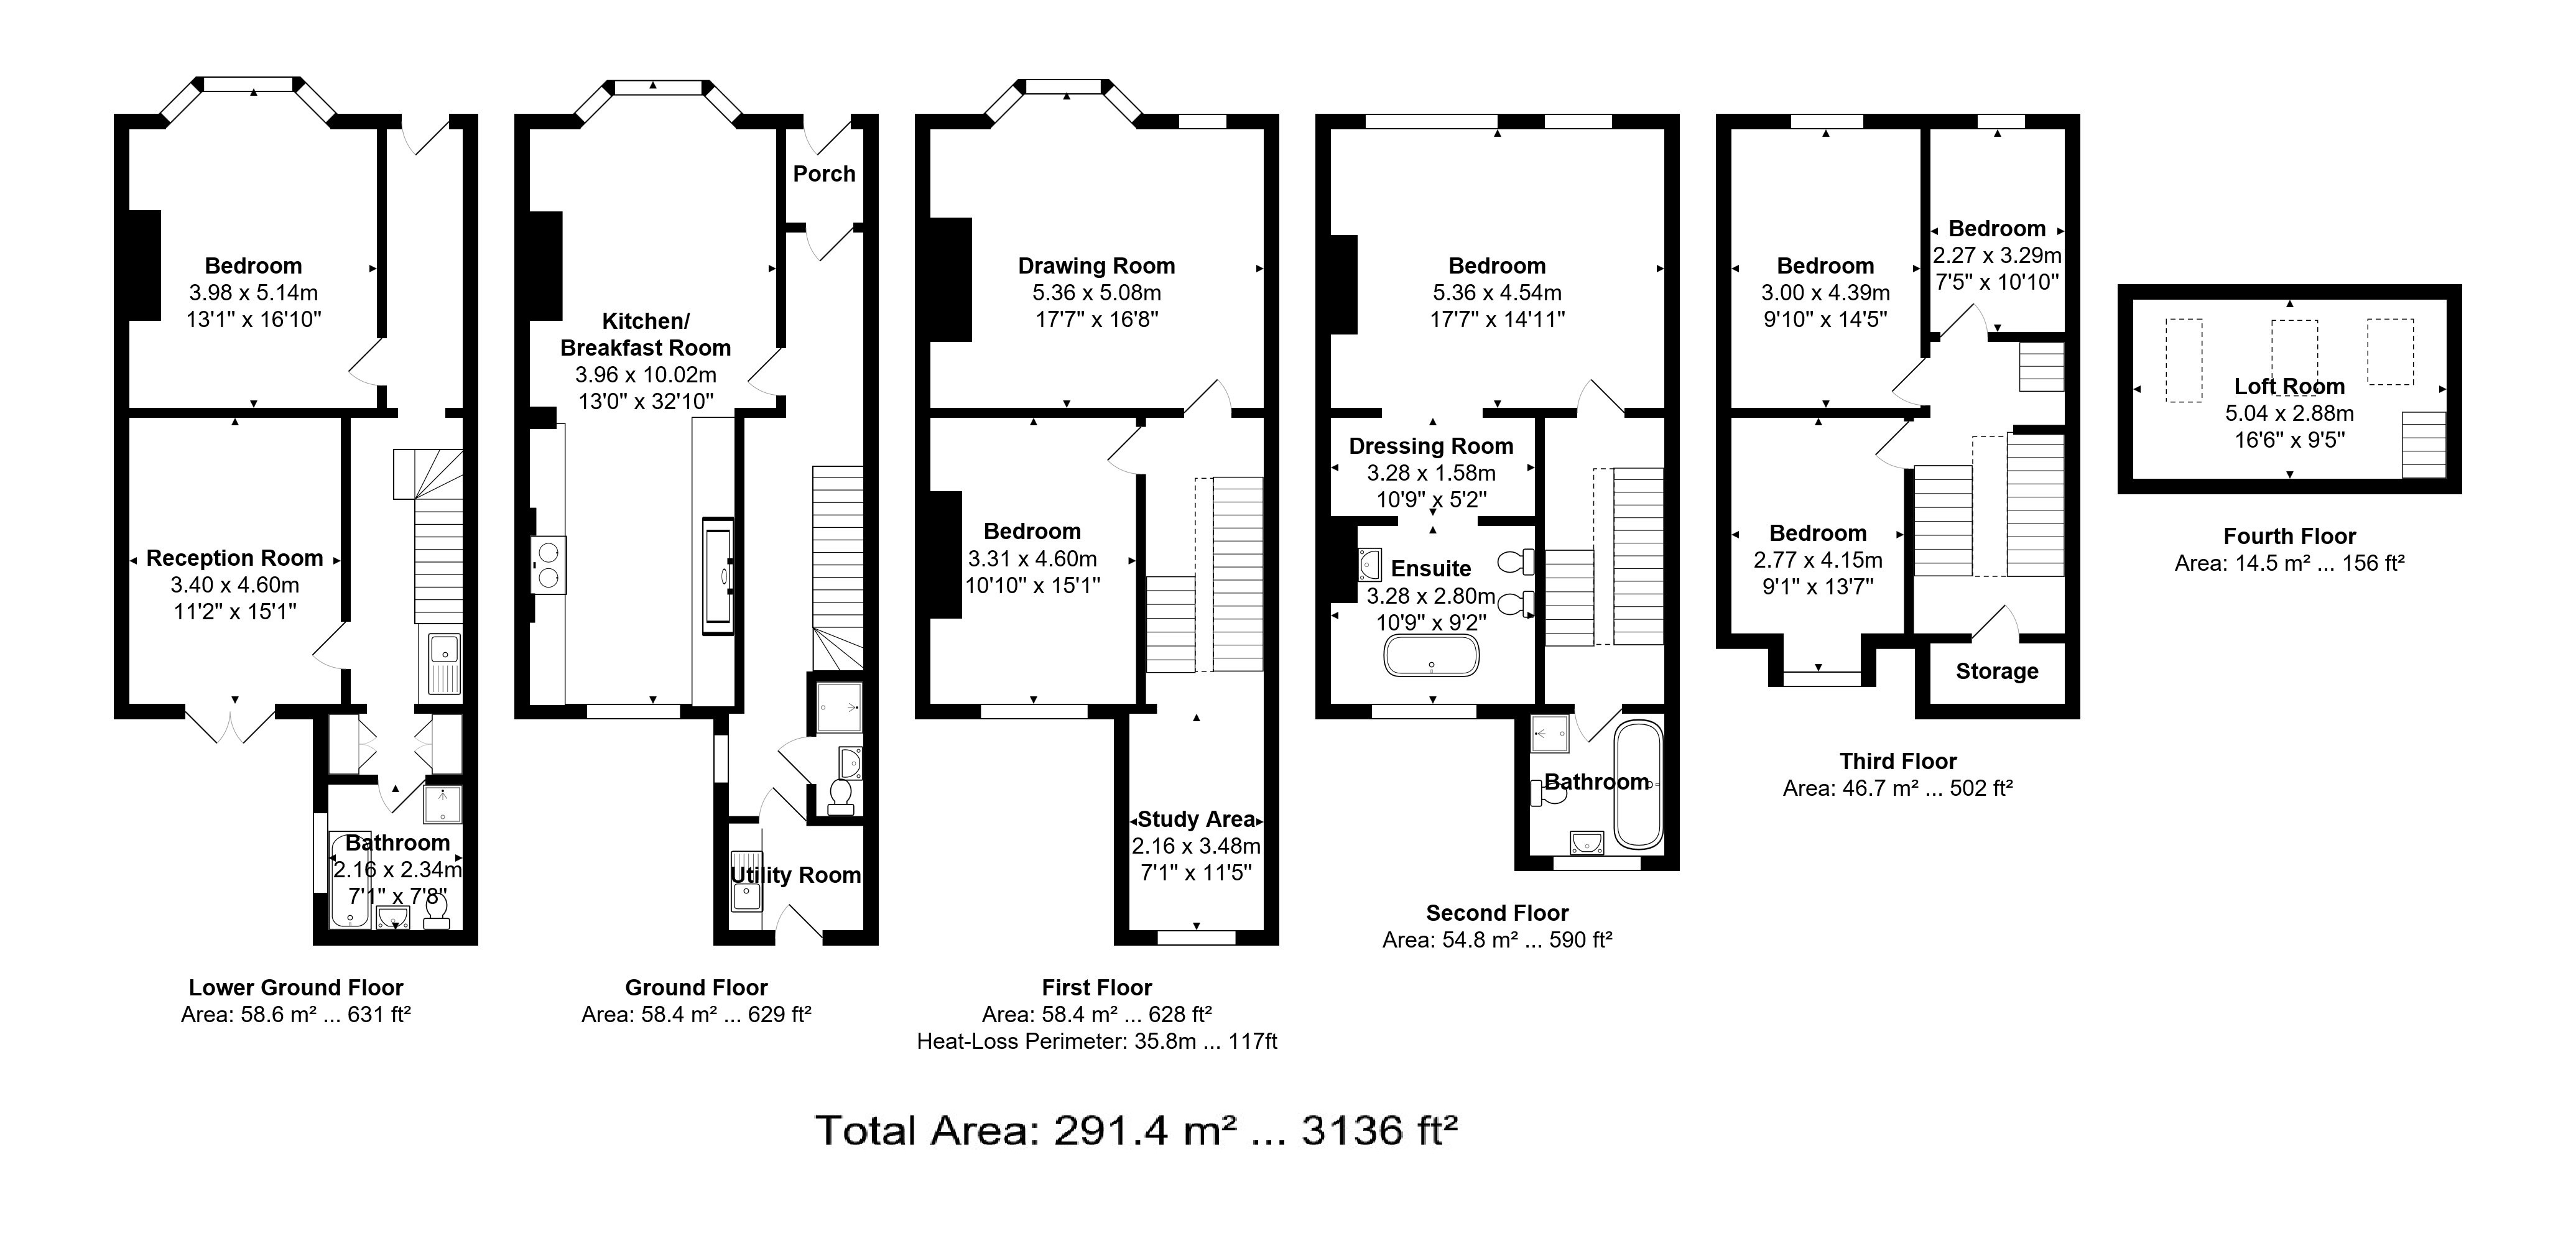 Bedroom
3.98 x 5.14m
13'1" x 16'10"
Reception Room
3.40 x 4.60m
11'2" x 15'1"
Bathroom
2.16 x 2.34m
7'1" x 7'8"
Lower Ground Floor
Area: 58.6 m² ... 631 ft²
Porch
Kitchen/
Breakfast Room
3.96 x 10.02m
13'0" x 32'10"
Utility Room
Ground Floor
Area: 58.4 m² ... 629 ft²
Drawing Room
5.36 x 5.08m
17'7" x 16'8"
Bedroom
3.31 x 4.60m
10'10" x 15'1"
Study Area
2.16 x 3.48m
7'1" x 11'5"
First Floor
Area: 58.4 m² ... 628 ft²
Heat-Loss Perimeter: 35.8m ... 117ft
Bedroom
5.36 x 4.54m
17'7" x 14'11"
Dressing Room
3.28 x 1.58m
10'9" x 5'2"
Ensuite
3.28 x 2.80m
10'9" x 9'2"
Bathroom
Second Floor
Area: 54.8 m² ... 590 ft²
Bedroom
3.00 x 4.39m
9'10" x 14'5"
Bedroom
2.27 x 3.29m
7'5" x 10'10"
Bedroom
2.77 x 4.15m
9'1" x 13'7"
Storage
Third Floor
Area: 46.7 m² ... 502 ft²
Loft Room
5.04 x 2.88m
16'6" x 9'5"
Fourth Floor
Area: 14.5 m² ... 156 ft²
Total Area: 291.4 m² ... 3136 ft²